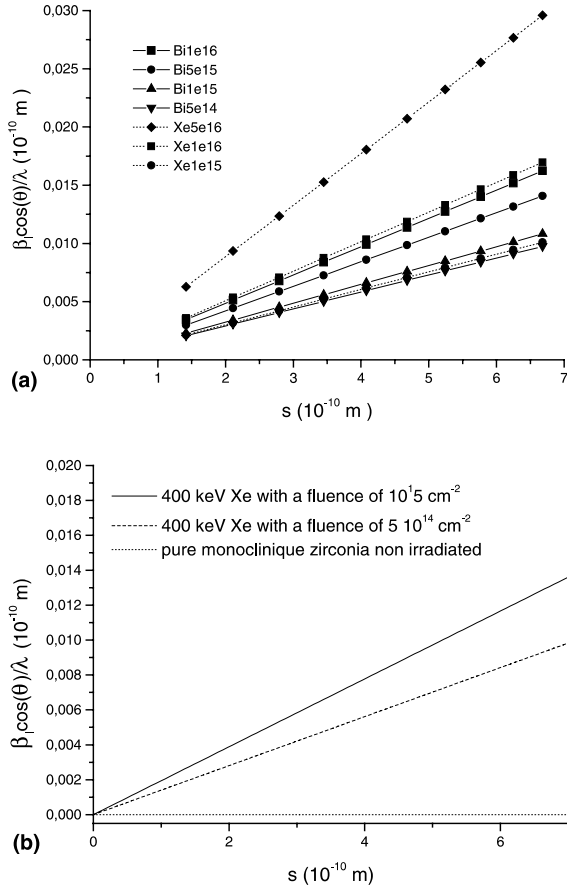 0,030
0,025
0,020
0,015
0,010
0,005
0,000
βlcos(θ)/λ (10⁻¹⁰ m)
Bi1e16
Bi5e15
Bi1e15
Bi5e14
Xe5e16
Xe1e16
Xe1e15
0 1 2 3 4 5 6 7
(a)
s (10⁻¹⁰ m )
0,020
0,018
0,016
0,014
0,012
0,010
0,008
0,006
0,004
0,002
0,000
βlcos(θ)/λ (10⁻¹⁰ m)
400 keV Xe with a fluence of 10¹5 cm⁻²
400 keV Xe with a fluence of 5 10¹⁴ cm⁻²
pure monoclinique zirconia non irradiated
0 2 4 6
(b)
s (10⁻¹⁰ m)